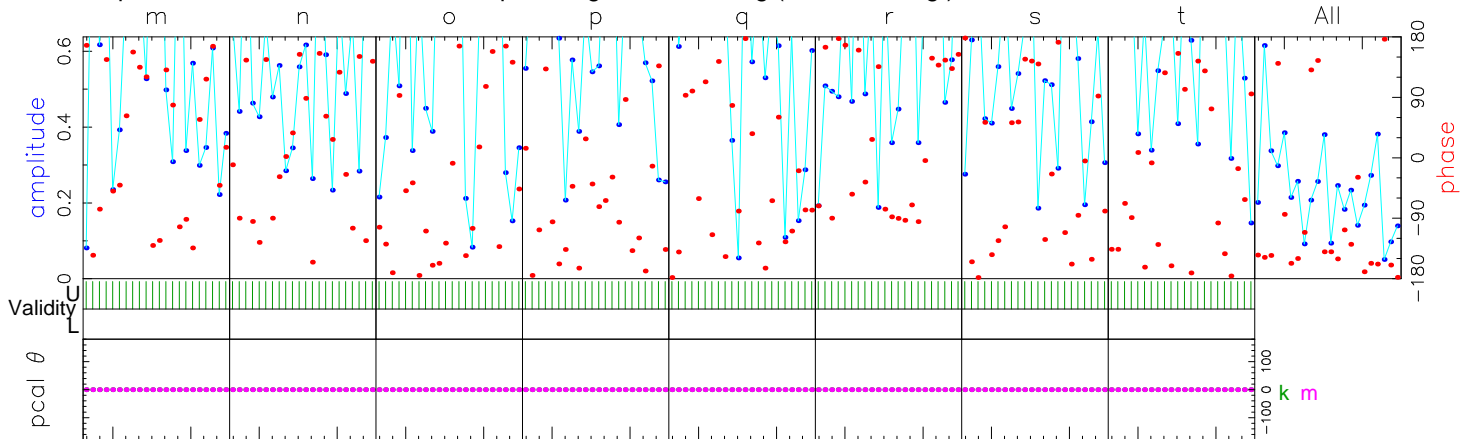 m n o p q r s t All
amplitude
0 0.2 0.4 0.6
180 90 0 −90 −180
phase
U
Validity
L
pcal θ
100 0 −100
k m